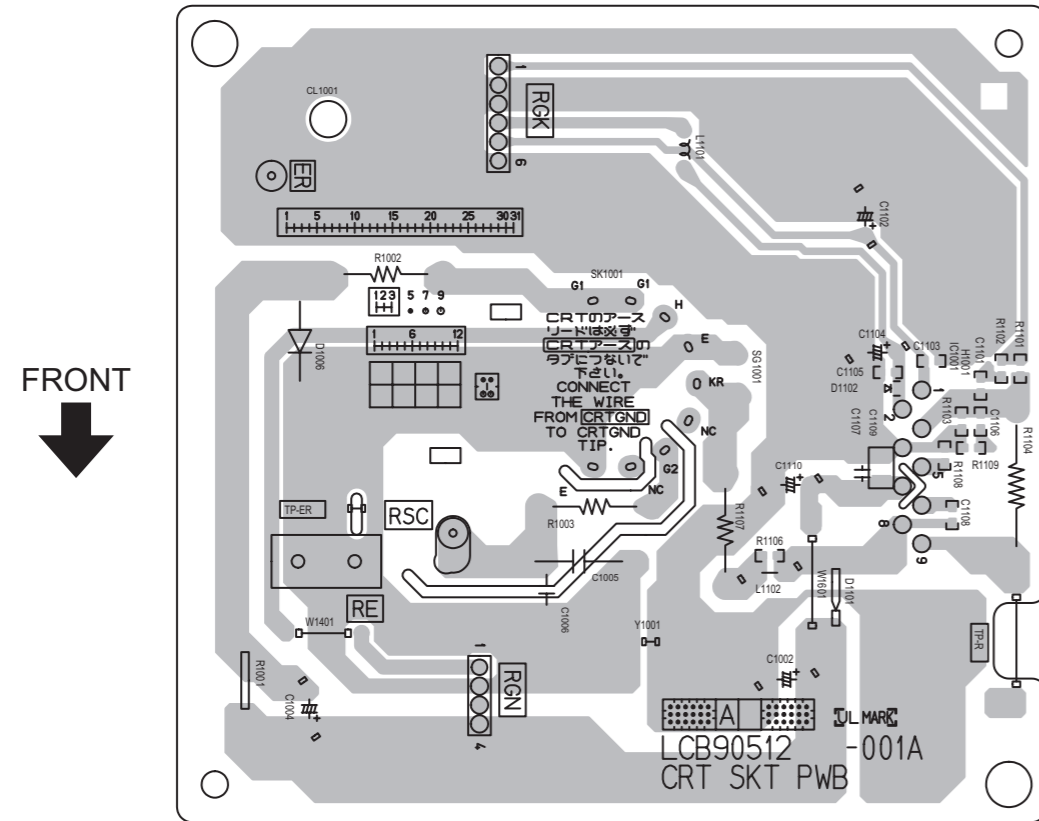 FRONT
CL1001
1
RGK
6
ER
L1101
C1102
1 5 10 15 20 25 30 31
R1002
123
5 7 9
SK1001
G1
G1
H
CRTのアース
リードは必ず
CRTアースの
タブにつないで
下さい。
CONNECT
THE WIRE
FROM CRTGND
TO CRTGND
TIP.
E
KR
NC
G2
NC
E
SG1001
1 6 12
D1006
C1104
C1103
IC1001
H1001
C1101
R1102
R1101
C1105
D1102
C1107
C1109
1
2
R1103
C1106
R1104
R1109
R1108
5
C1108
8
9
C1110
R1107
R1106
L1102
W1601
D1101
TP-ER
RSC
R1003
C1005
C1006
RE
W1401
Y1001
TP-R
R1001
C1004
1
RGN
4
C1002
A
UL MARK
LCB90512 -001A
CRT SKT PWB